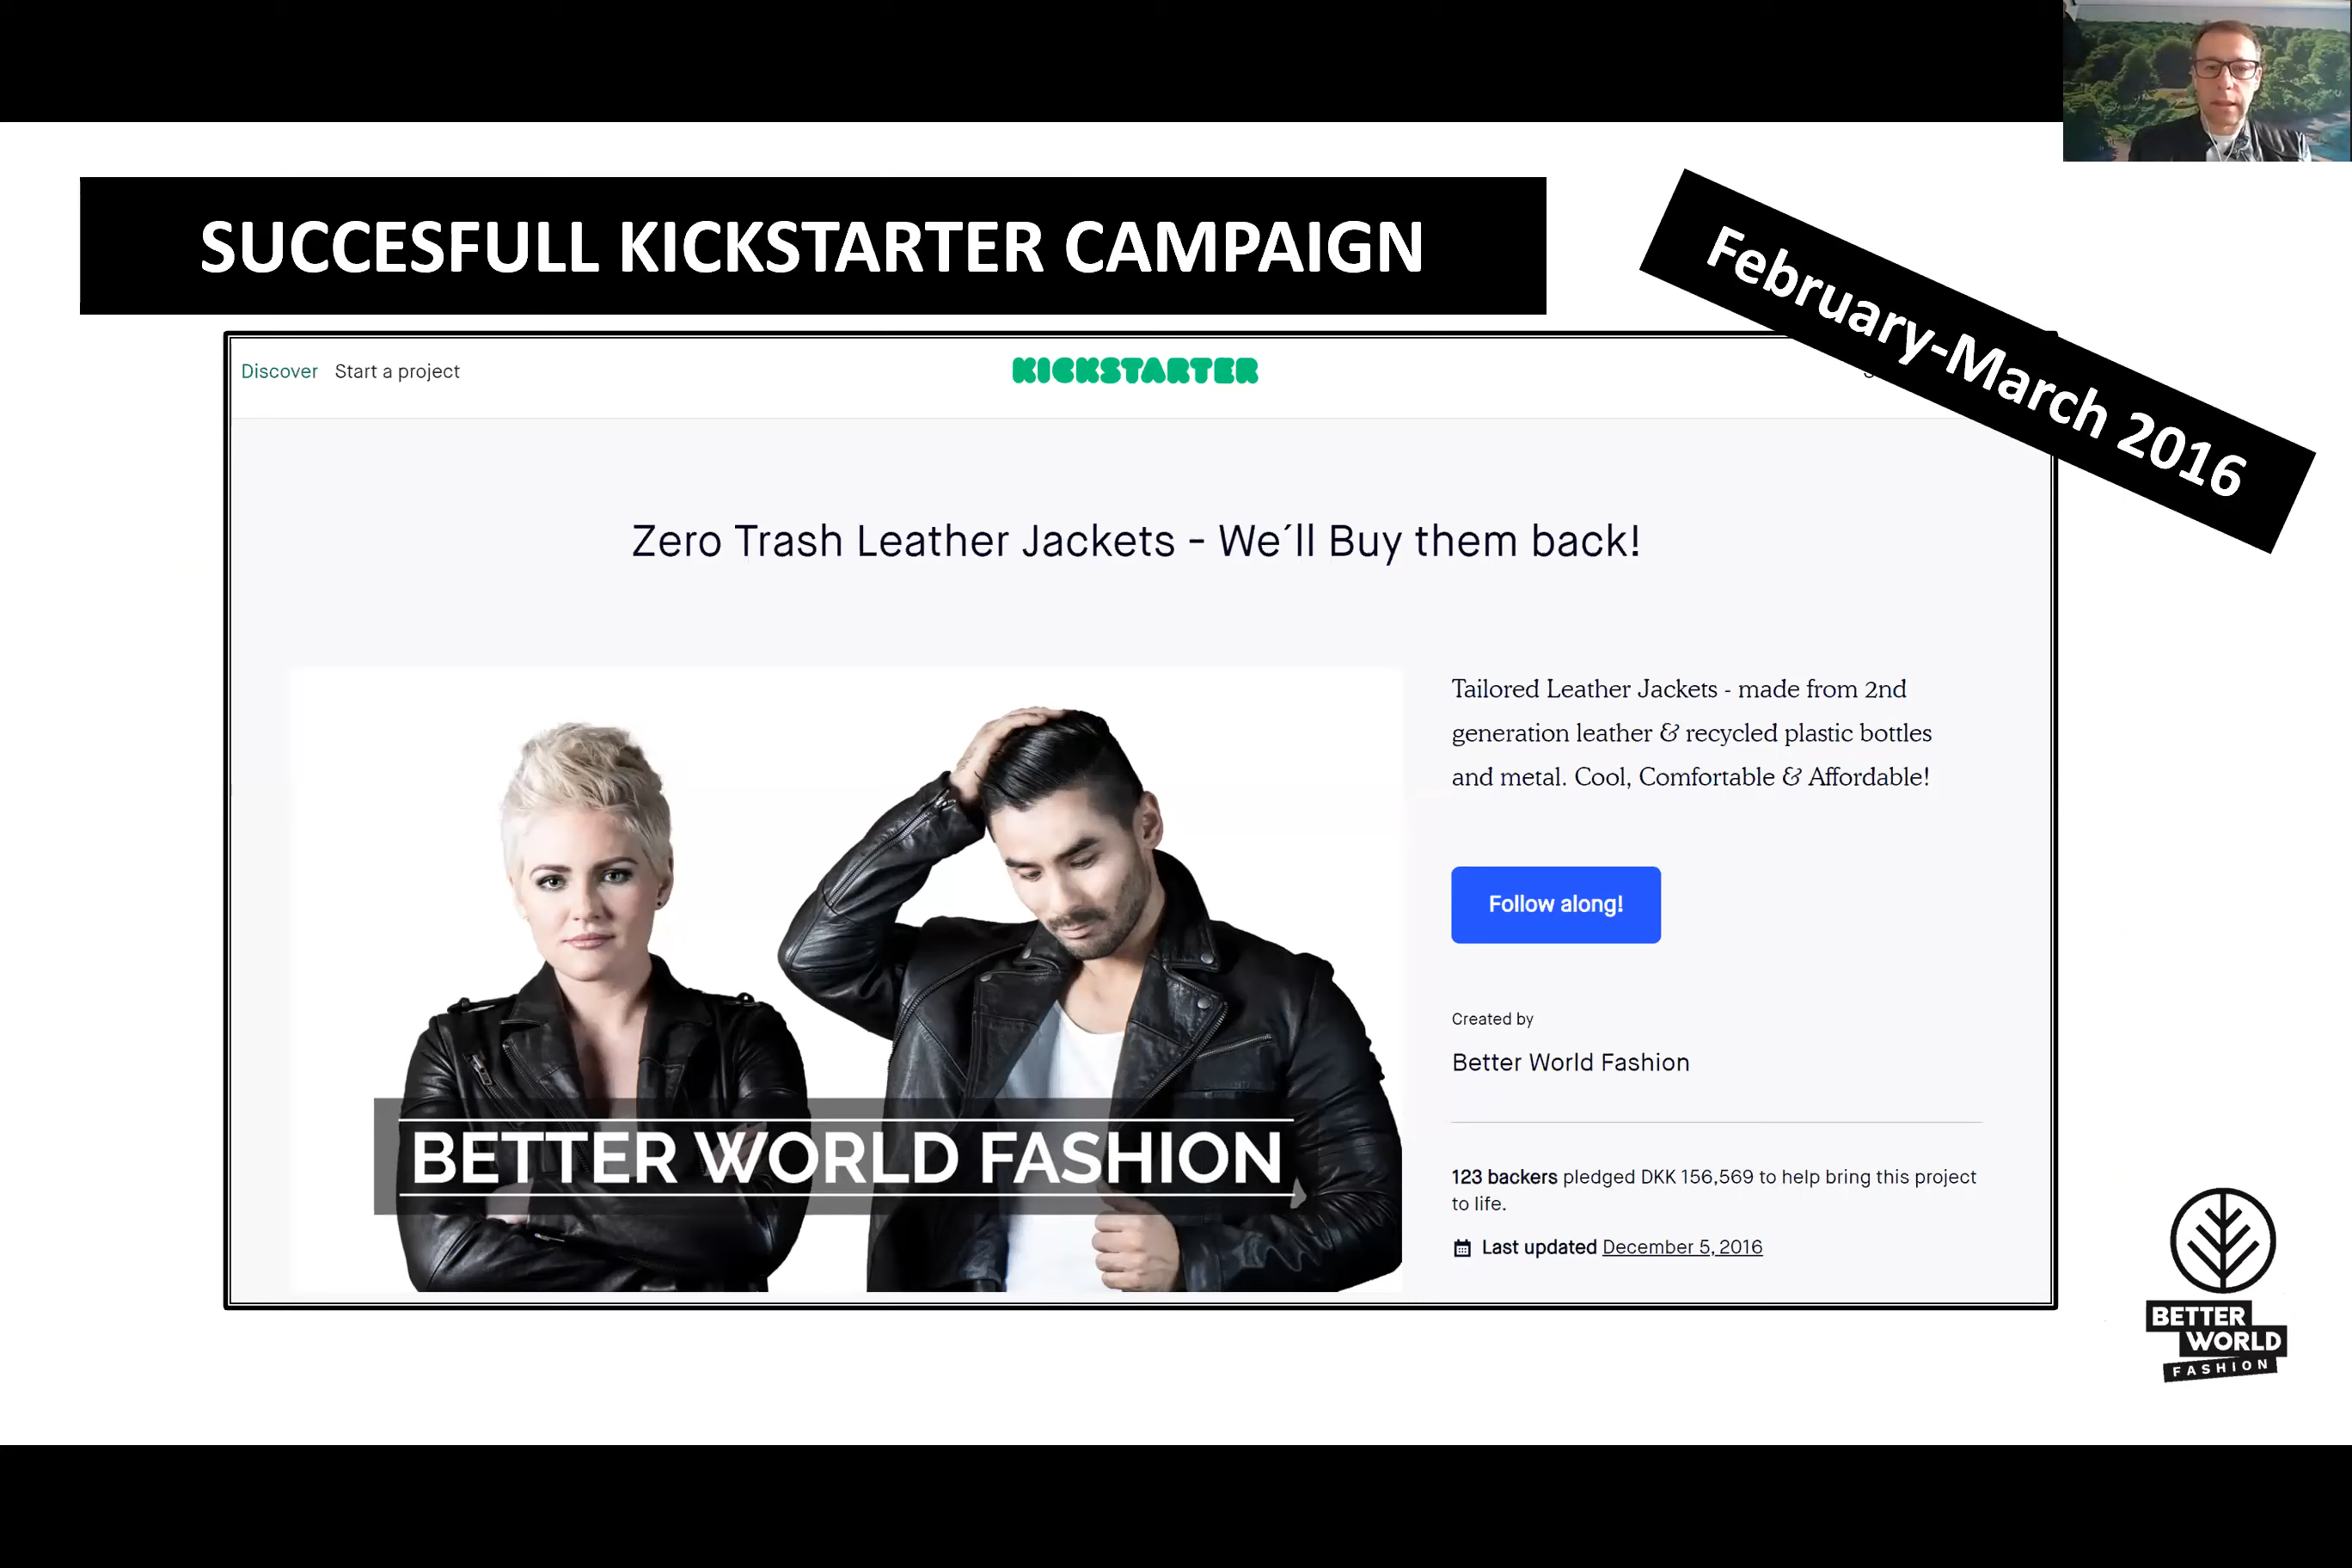 SUCCESFULL KICKSTARTER CAMPAIGN
February-March 2016
Discover Start a project
KICKSTARTER
Zero Trash Leather Jackets - We´ll Buy them back!
Tailored Leather Jackets - made from 2nd
generation leather & recycled plastic bottles
and metal. Cool, Comfortable & Affordable!
Follow along!
Created by
Better World Fashion
123 backers pledged DKK 156,569 to help bring this project
to life.
Last updated December 5, 2016
BETTER WORLD FASHION
BETTER
WORLD
FASHION